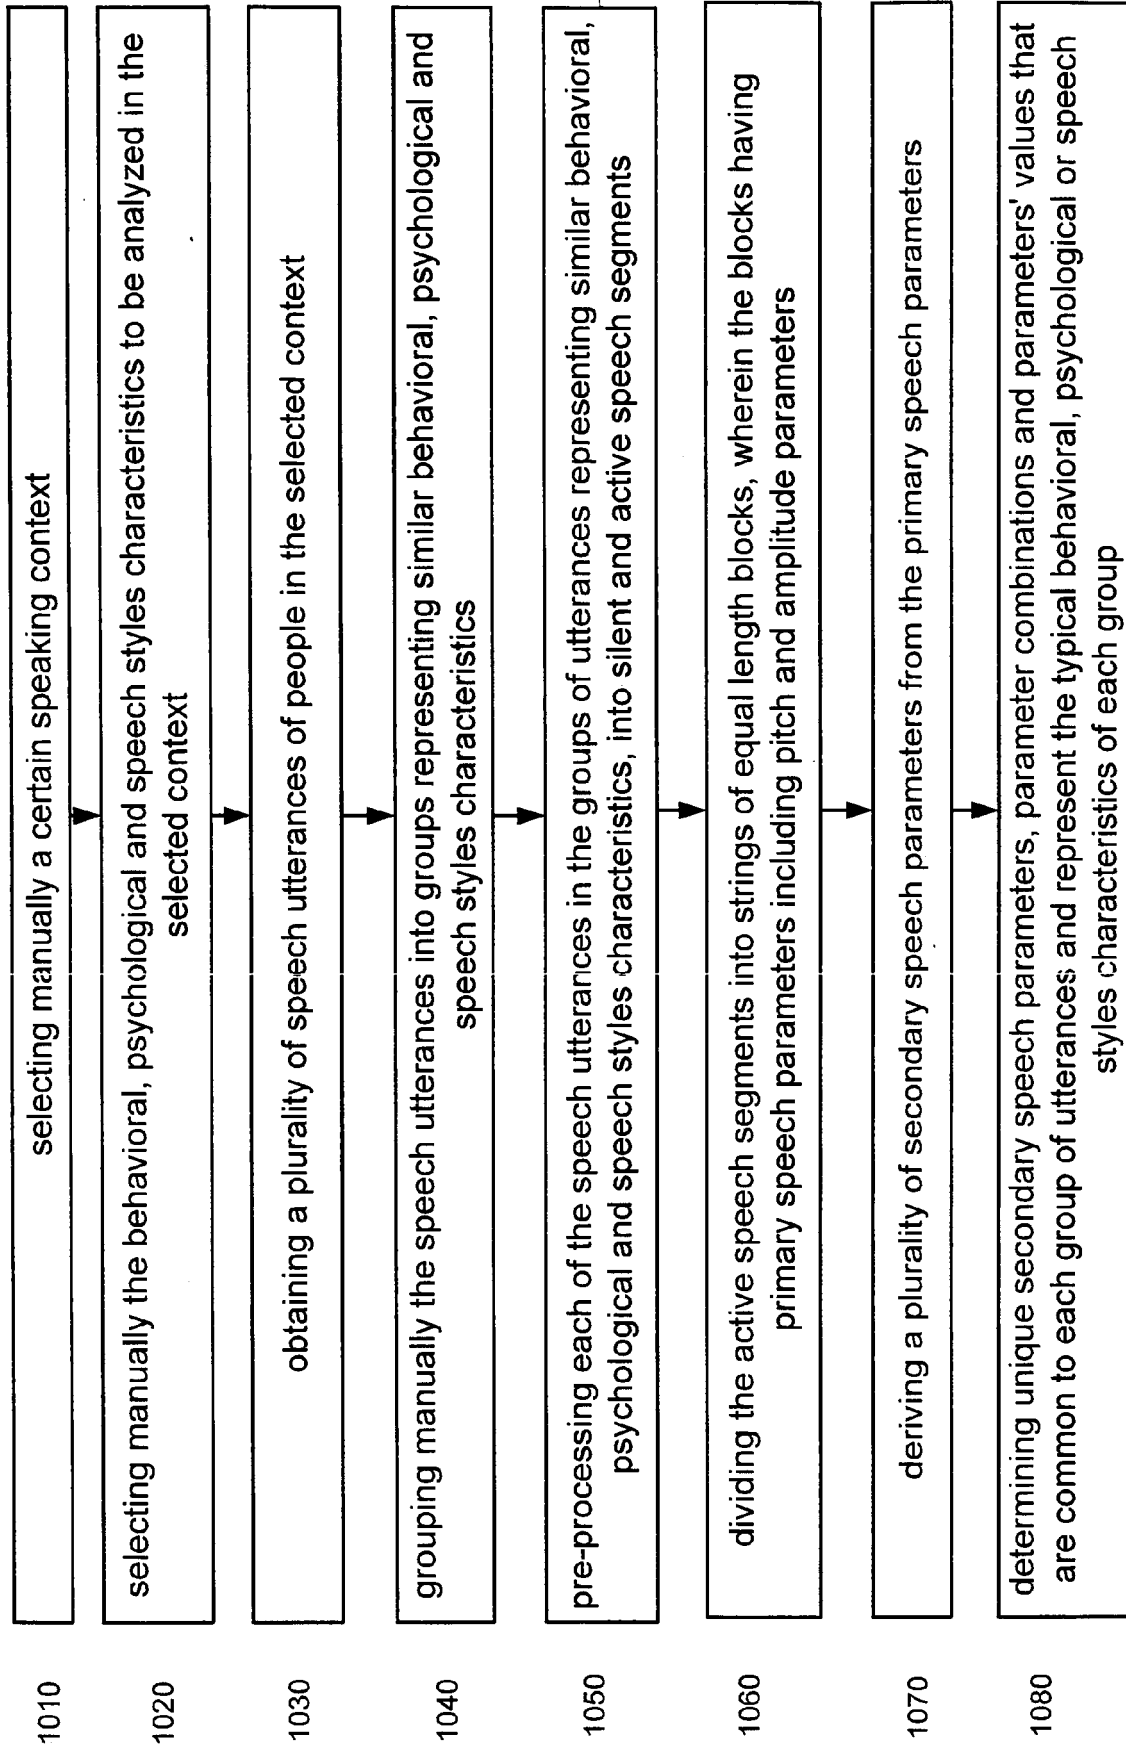 1010
selecting manually a certain speaking context
1020
selecting manually the behavioral, psychological and speech styles characteristics to be analyzed in the
selected context
1030
obtaining a plurality of speech utterances of people in the selected context
1040
grouping manually the speech utterances into groups representing similar behavioral, psychological and
speech styles characteristics
1050
pre-processing each of the speech utterances in the groups of utterances representing similar behavioral,
psychological and speech styles characteristics, into silent and active speech segments
1060
dividing the active speech segments into strings of equal length blocks, wherein the blocks having
primary speech parameters including pitch and amplitude parameters
1070
deriving a plurality of secondary speech parameters from the primary speech parameters
1080
determining unique secondary speech parameters, parameter combinations and parameters' values that
are common to each group of utterances and represent the typical behavioral, psychological or speech
styles characteristics of each group